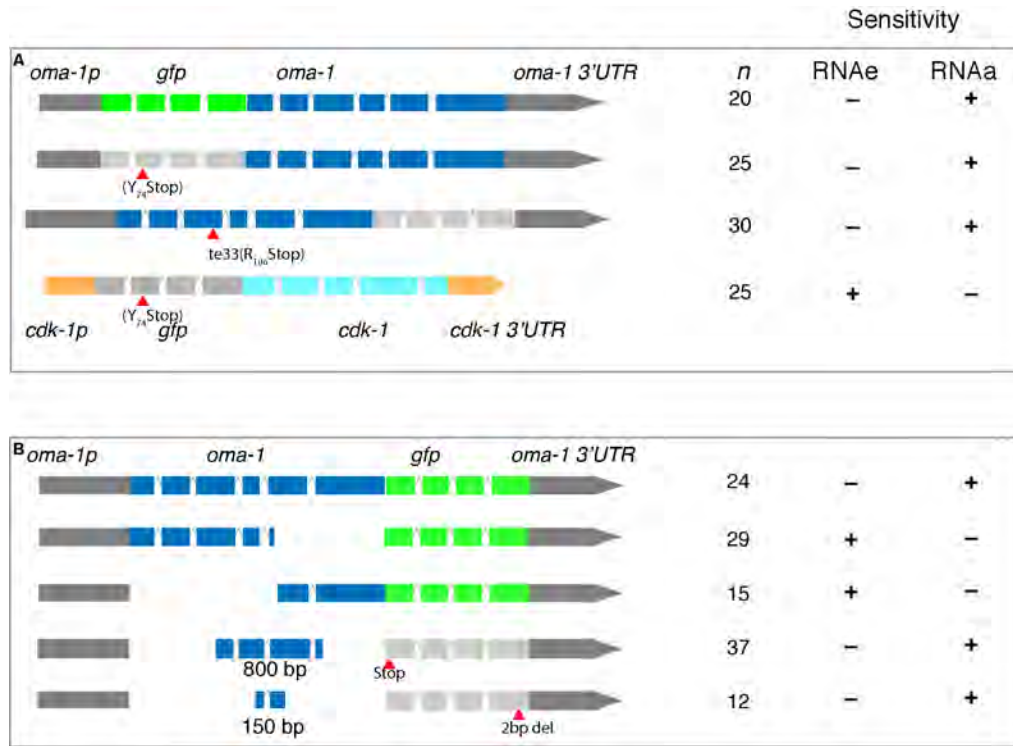 Sensitivity
A
oma-1p gfp oma-1 oma-1 3'UTR n RNAe RNAa
20 – +
25 – +
(Y74Stop)
30 – +
te33(R106Stop)
25 + –
(Y74Stop)
cdk-1p gfp cdk-1 cdk-1 3'UTR
B oma-1p oma-1 gfp oma-1 3'UTR
24 – +
29 + –
15 + –
37 – +
800 bp Stop
12 – +
150 bp 2bp del